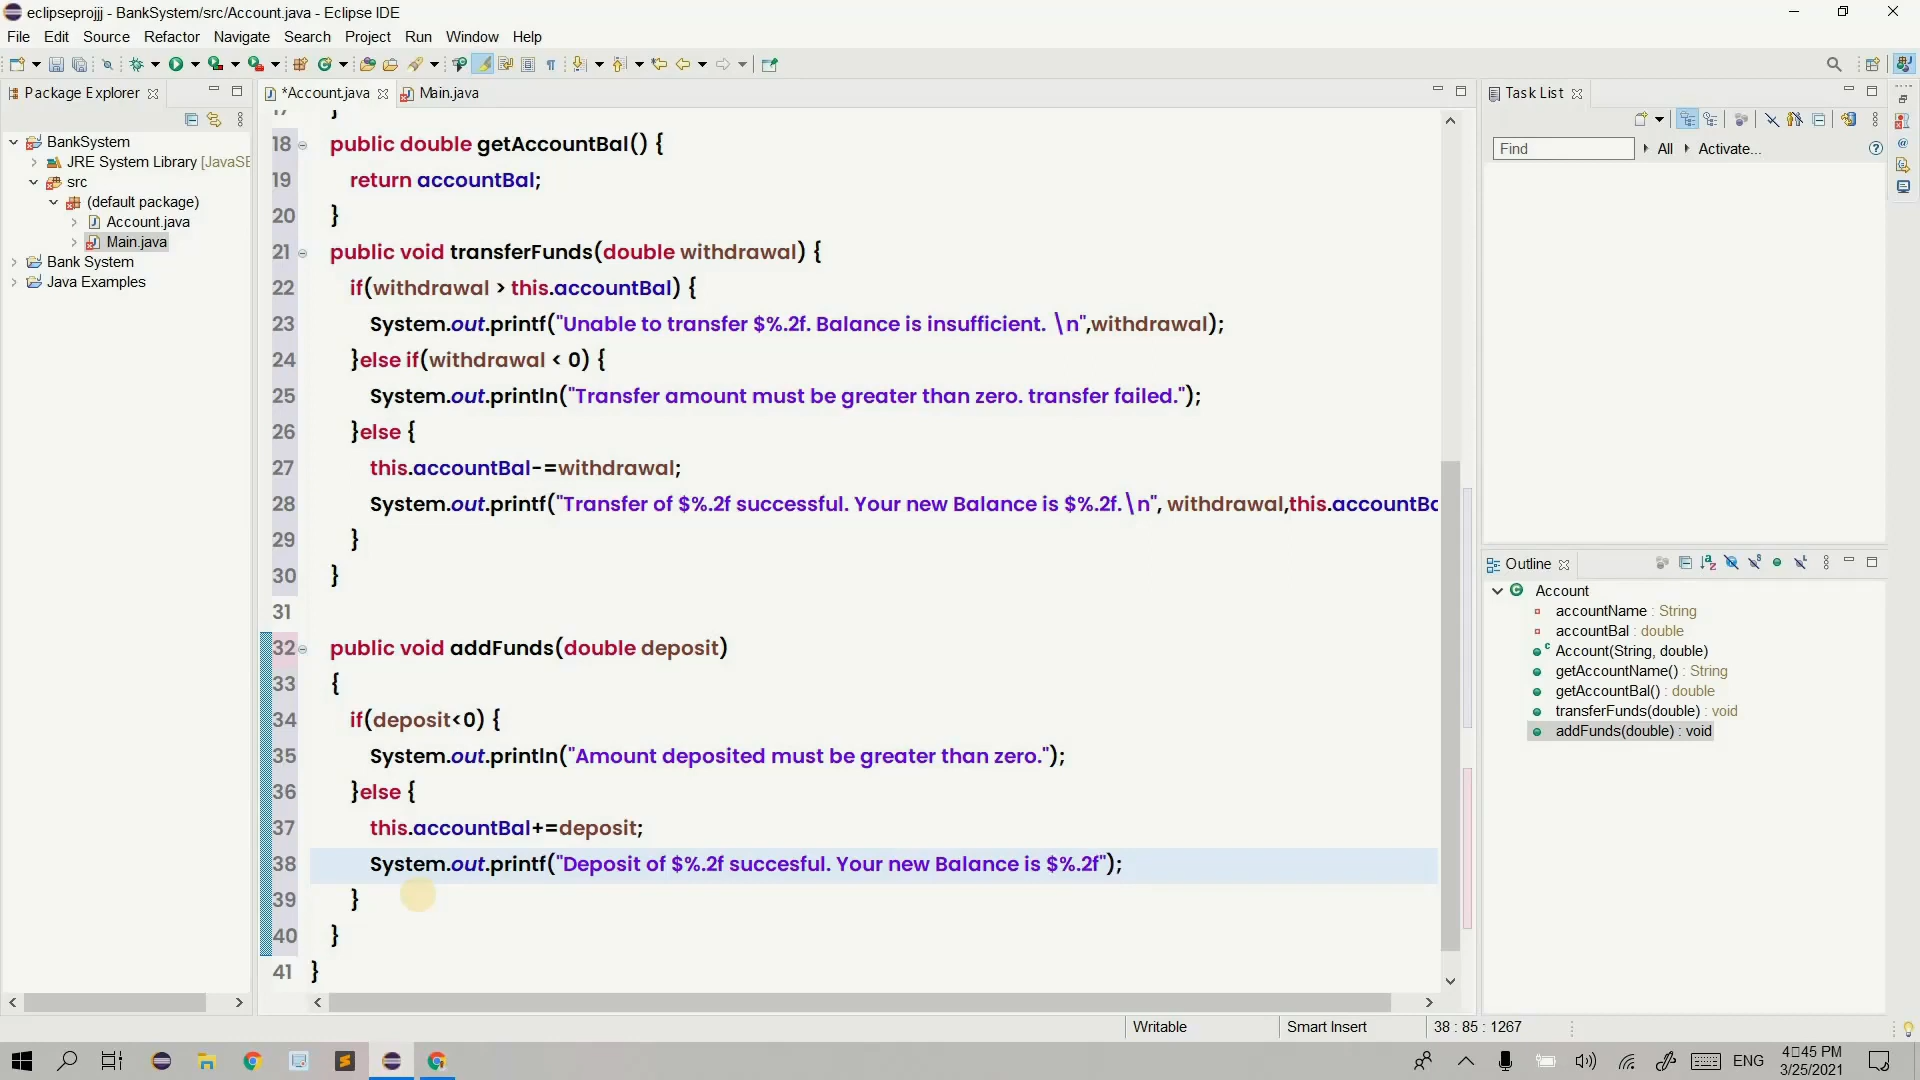 eclipseprojjj - BankSystem/src/Account.java - Eclipse IDE
File Edit Source Refactor Navigate Search Project Run Window Help
Package Explorer
BankSystem
JRE System Library [JavaSE
src
(default package)
Account.java
Main.java
Bank System
Java Examples
*Account.java Main.java
17 }
18 public double getAccountBal() {
19 return accountBal;
20 }
21 public void transferFunds(double withdrawal) {
22 if(withdrawal > this.accountBal) {
23 System.out.printf("Unable to transfer $%.2f. Balance is insufficient. \n",withdrawal);
24 }else if(withdrawal < 0) {
25 System.out.println("Transfer amount must be greater than zero. transfer failed.");
26 }else {
27 this.accountBal-=withdrawal;
28 System.out.printf("Transfer of $%.2f successful. Your new Balance is $%.2f.\n", withdrawal,this.accountBa
29 }
30 }
31
32 public void addFunds(double deposit)
33 {
34 if(deposit<0) {
35 System.out.println("Amount deposited must be greater than zero.");
36 }else {
37 this.accountBal+=deposit;
38 System.out.printf("Deposit of $%.2f succesful. Your new Balance is $%.2f");
39 }
40 }
41 }
Task List
Find All Activate...
Outline
Account
accountName : String
accountBal : double
Account(String, double)
getAccountName() : String
getAccountBal() : double
transferFunds(double) : void
addFunds(double) : void
Writable Smart Insert 38 : 85 : 1267
ENG
4:45 PM
3/25/2021